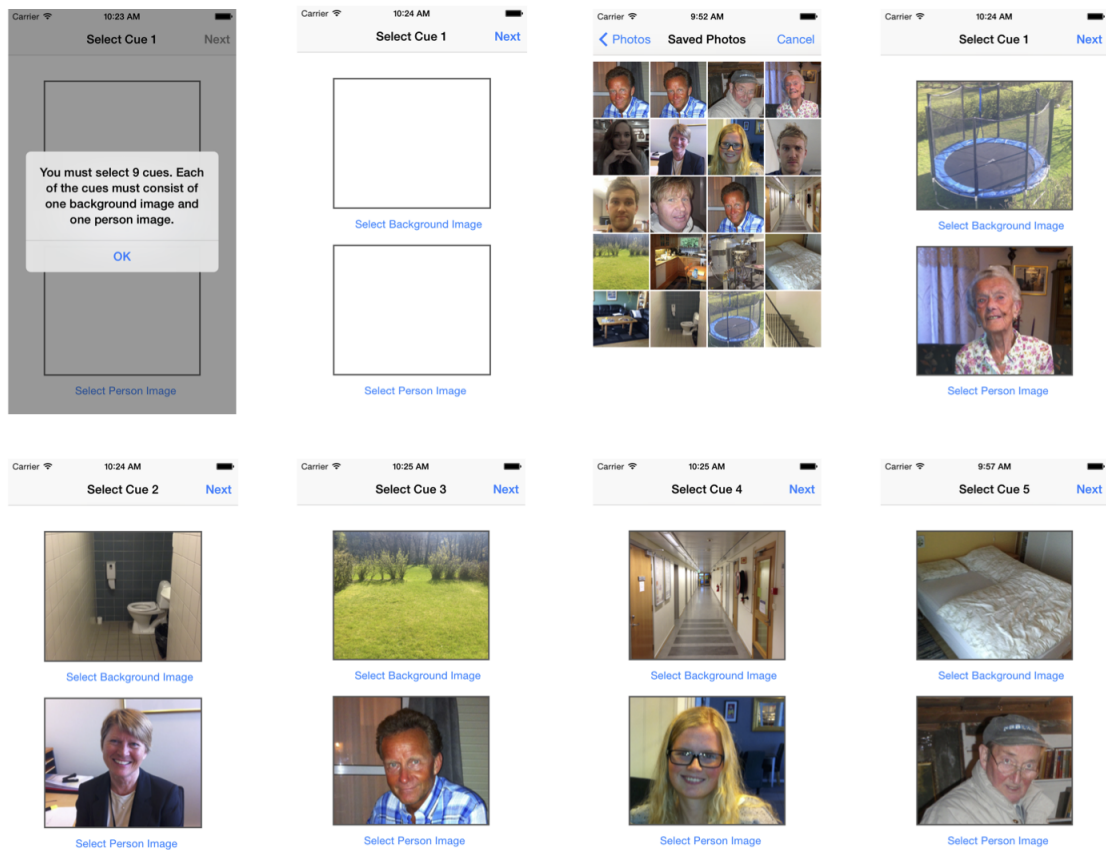 Carrier 10:23 AM
Select Cue 1 Next
You must select 9 cues. Each
of the cues must consist of
one background image and
one person image.
OK
Select Person Image
Carrier 10:24 AM
Select Cue 1 Next
Select Background Image
Select Person Image
Carrier 9:52 AM
Photos Saved Photos Cancel
Carrier 10:24 AM
Select Cue 1 Next
Select Background Image
Select Person Image
Carrier 10:24 AM
Select Cue 2 Next
Select Background Image
Select Person Image
Carrier 10:25 AM
Select Cue 3 Next
Select Background Image
Select Person Image
Carrier 10:25 AM
Select Cue 4 Next
Select Background Image
Select Person Image
Carrier 9:57 AM
Select Cue 5 Next
Select Background Image
Select Person Image